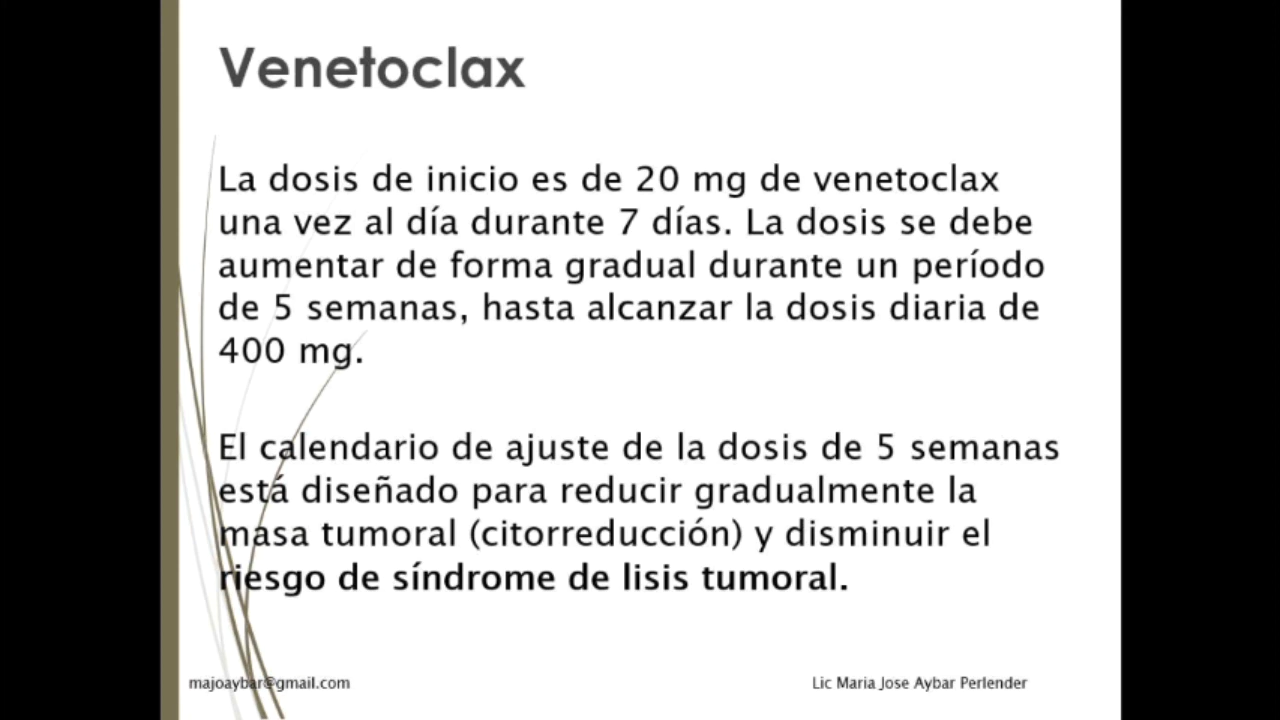 Venetoclax
La dosis de inicio es de 20 mg de venetoclax
una vez al día durante 7 días. La dosis se debe
aumentar de forma gradual durante un período
de 5 semanas, hasta alcanzar la dosis diaria de
400 mg.
El calendario de ajuste de la dosis de 5 semanas
está diseñado para reducir gradualmente la
masa tumoral (citorreducción) y disminuir el
riesgo de síndrome de lisis tumoral.
majoaybar@gmail.com
Lic Maria Jose Aybar Perlender